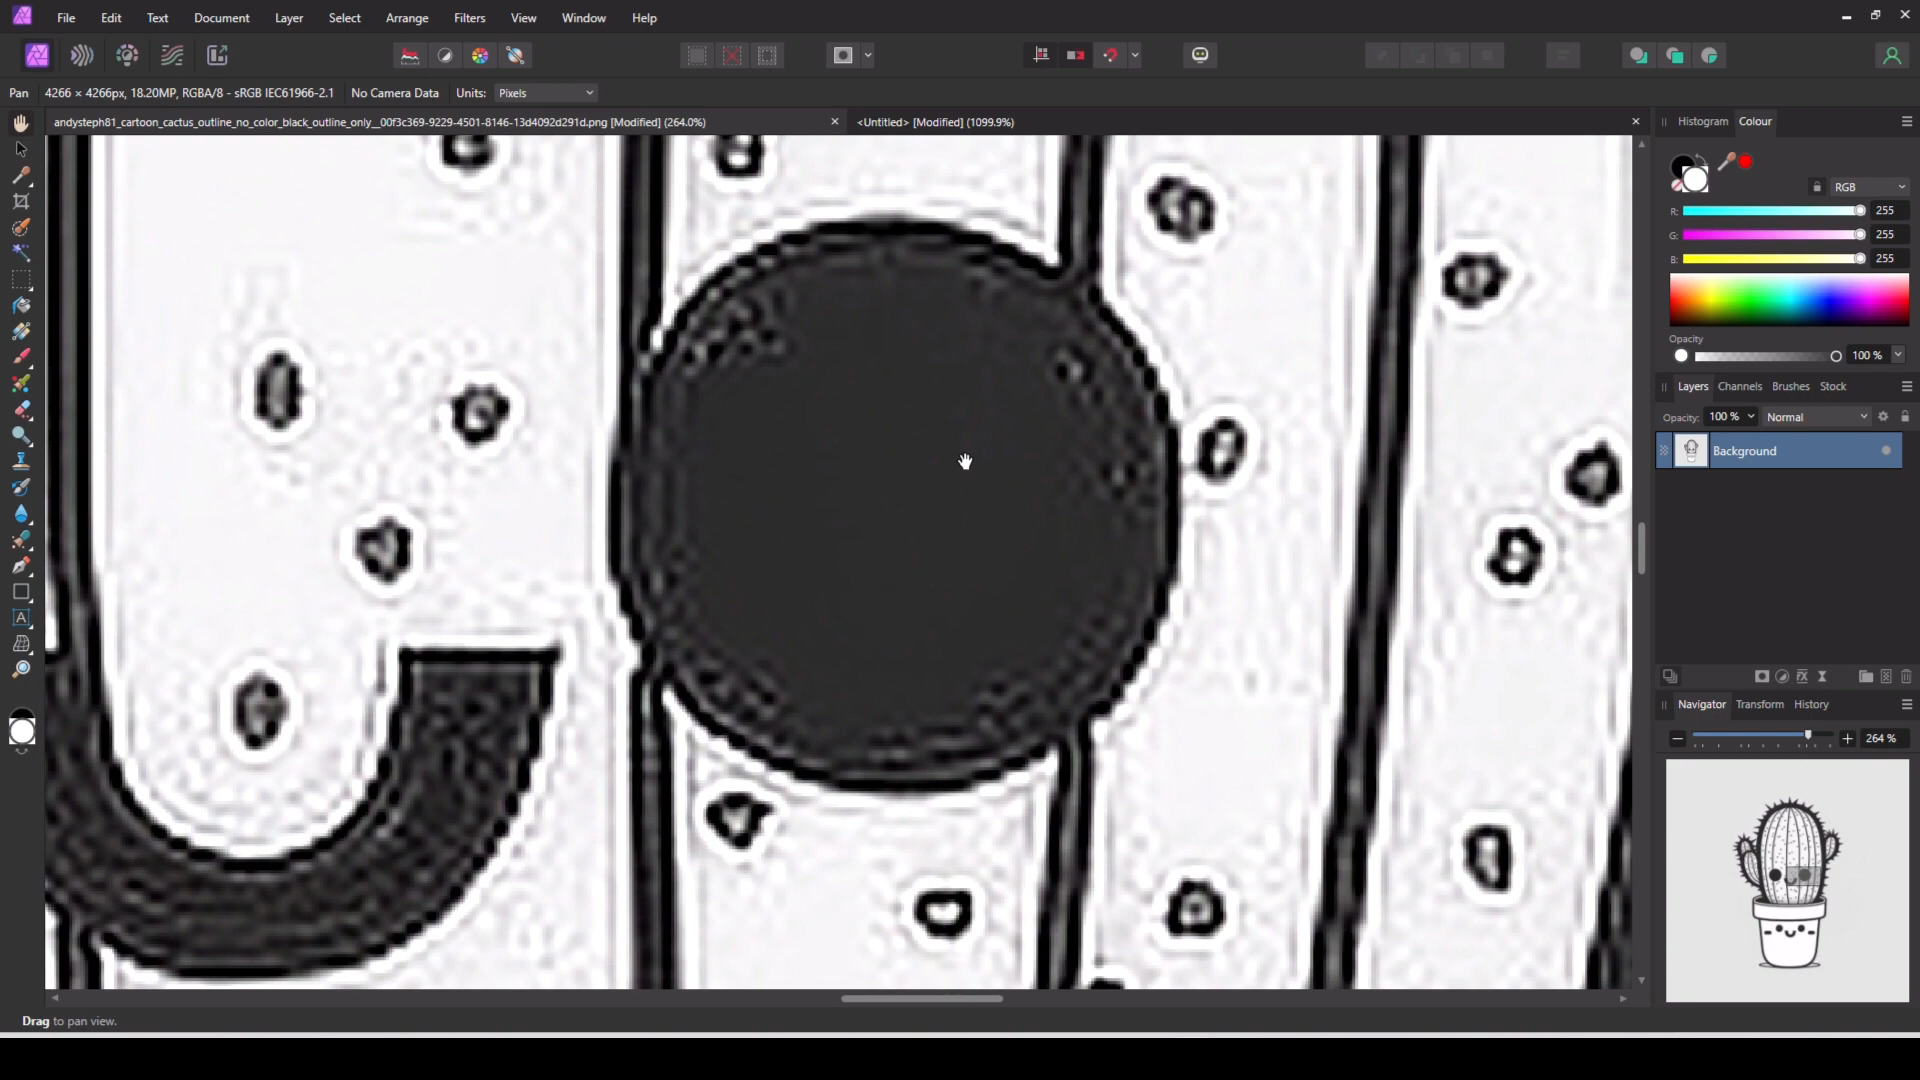 File Edit Text Document Layer Select Arrange Filters View Window Help
Pan 4266 × 4266px, 18.20MP, RGBA/8 - sRGB IEC61966-2.1 No Camera Data Units: Pixels
andysteph81_cartoon_cactus_outline_no_color_black_outline_only__00f3c369-9229-4501-8146-13d4092d291d.png [Modified] (264.0%)
<Untitled> [Modified] (1099.9%)
Histogram Colour
RGB
R: 255
G: 255
B: 255
Opacity
100 %
Layers Channels Brushes Stock
Opacity: 100 % Normal
Background
Navigator Transform History
264 %
A
Drag to pan view.